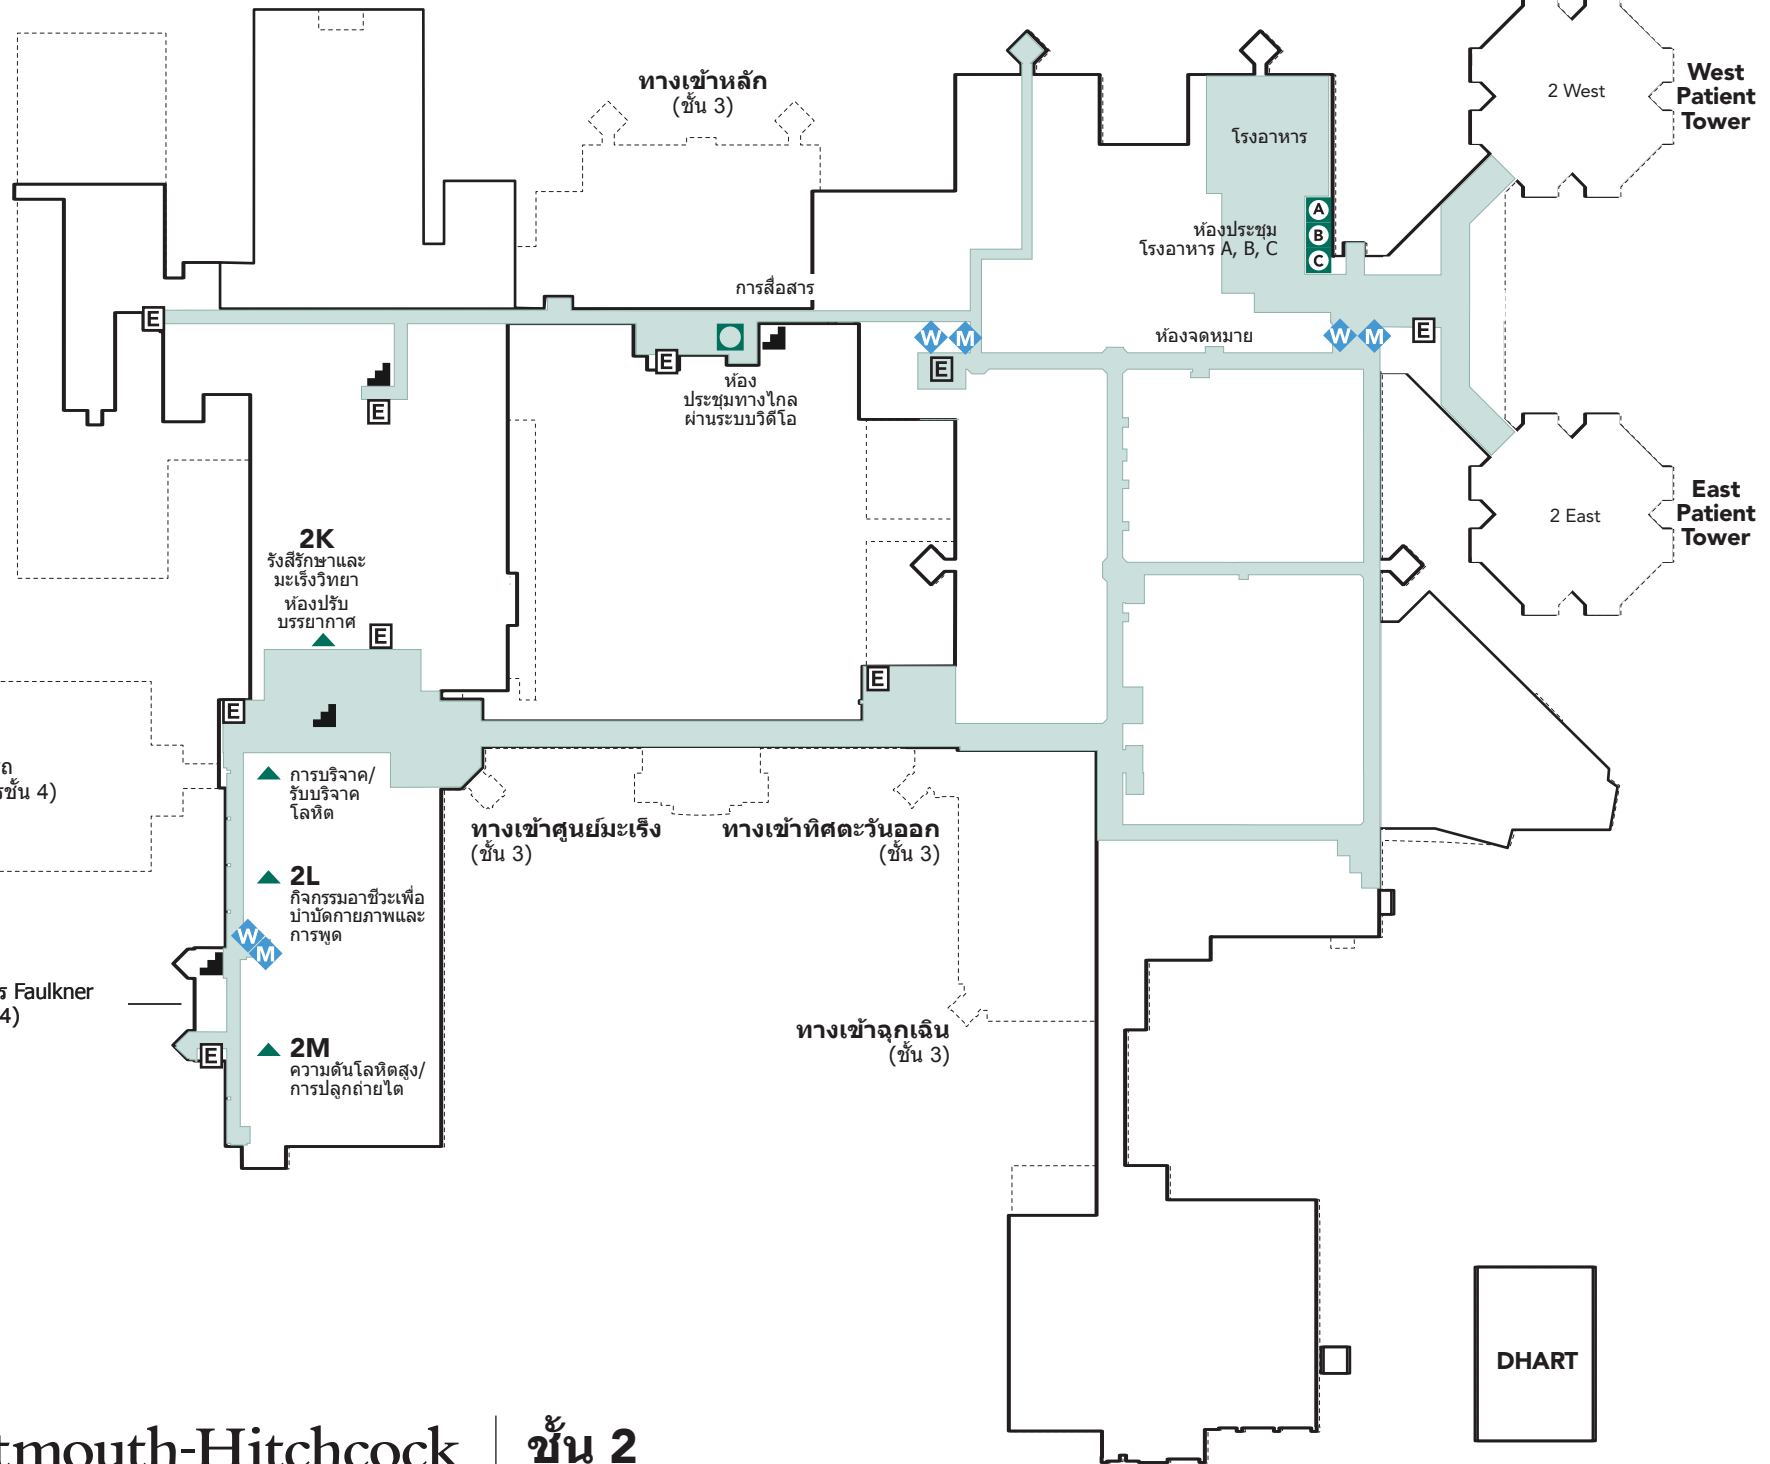 ทางเข้าหลัก
(ชั้น 3)
2 West
West
Patient
Tower
โรงอาหาร
A
B
C
ห้องประชุม
โรงอาหาร A, B, C
การสื่อสาร
E
W M
E
ห้องจดหมาย
W M
E
E
ห้อง
ประชุมทางไกล
ผ่านระบบวิดีโอ
E
2 East
East
Patient
Tower
2K
รังสีรักษาและ
มะเร็งวิทยา
ห้องปรับ
บรรยากาศ
E
E
E
การบริจาค/
รับบริจาค
โลหิต
รชั้น 4)
ทางเข้าศูนย์มะเร็ง
(ชั้น 3)
ทางเข้าทิศตะวันออก
(ชั้น 3)
2L
กิจกรรมอาชีวะเพื่อ
บำบัดกายภาพและ
การพูด
W
M
ร Faulkner
4)
E
2M
ความดันโลหิตสูง/
การปลูกถ่ายไต
ทางเข้าฉุกเฉิน
(ชั้น 3)
DHART
tmouth-Hitchcock
ชั้น 2